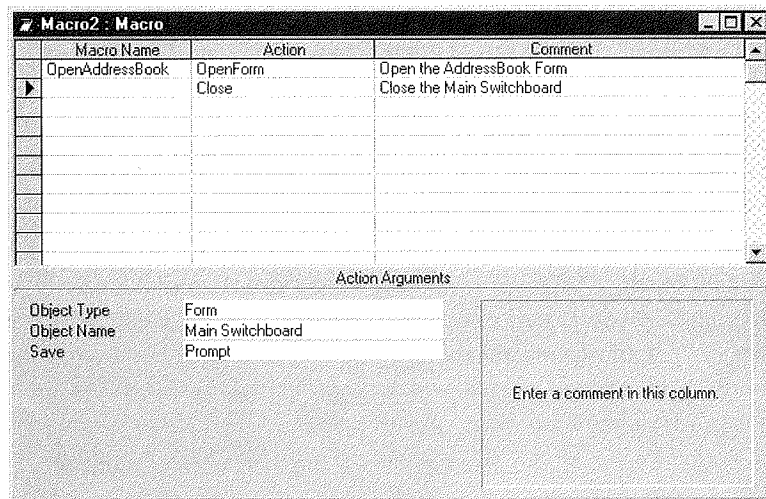 Macro2 : Macro
Macro Name Action Comment
OpenAddressBook OpenForm Open the AddressBook Form
Close Close the Main Switchboard
Action Arguments
Object Type Form
Object Name Main Switchboard
Save Prompt
Enter a comment in this column.